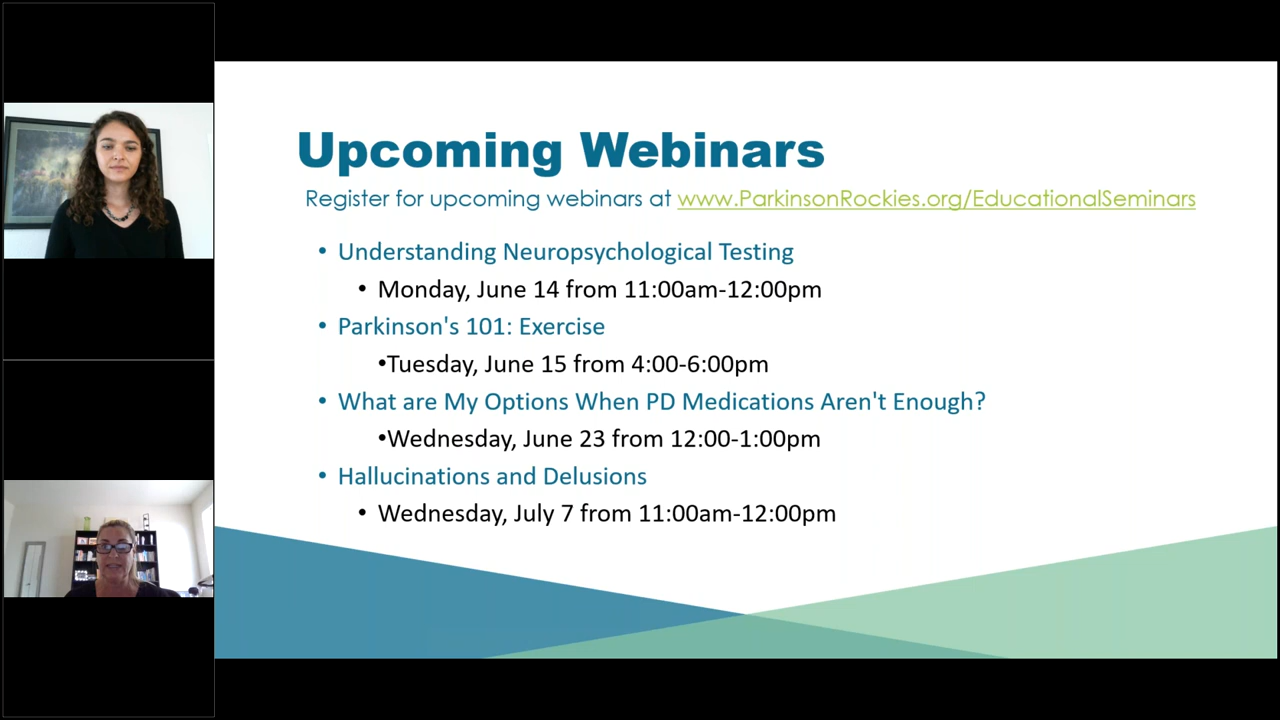 Upcoming Webinars
Register for upcoming webinars at www.ParkinsonRockies.org/EducationalSeminars
• Understanding Neuropsychological Testing
• Monday, June 14 from 11:00am-12:00pm
• Parkinson's 101: Exercise
•Tuesday, June 15 from 4:00-6:00pm
• What are My Options When PD Medications Aren't Enough?
•Wednesday, June 23 from 12:00-1:00pm
• Hallucinations and Delusions
• Wednesday, July 7 from 11:00am-12:00pm